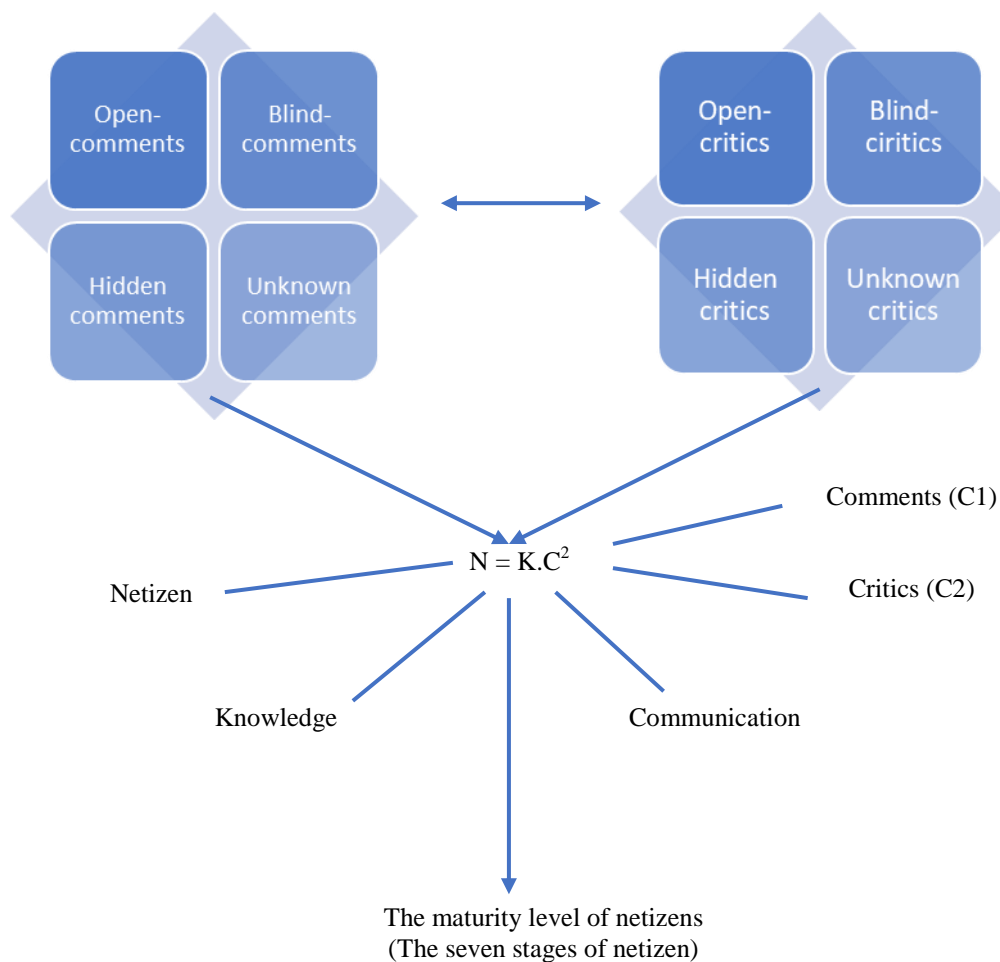 Open-
comments
Blind-
comments
Hidden
comments
Unknown
comments
Open-
critics
Blind-
ciritics
Hidden
critics
Unknown
critics
Comments (C1)
N = K.C²
Netizen
Critics (C2)
Knowledge
Communication
The maturity level of netizens
(The seven stages of netizen)